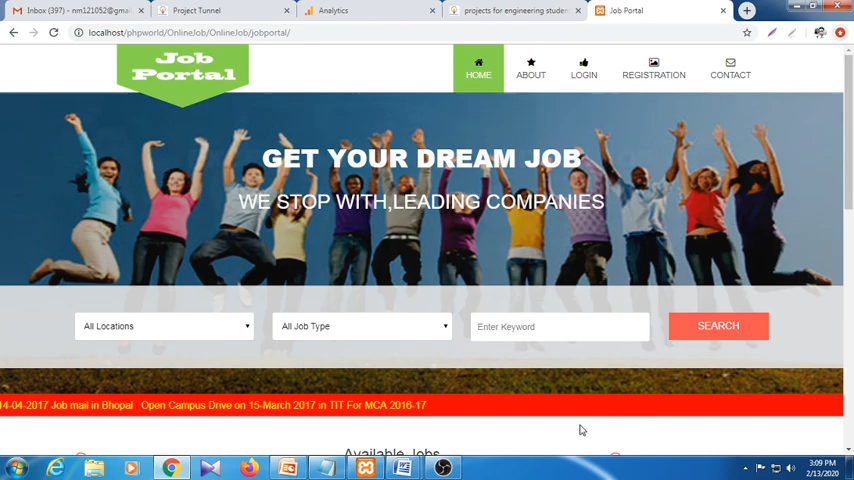 Inbox (397) - nm121052@gmai
Project Tunnel
Analytics
projects for engineering studen
Job Portal
localhost/phpworld/OnlineJob/OnlineJob/jobportal/
Job
Portal
HOME
ABOUT
LOGIN
REGISTRATION
CONTACT
GET YOUR DREAM JOB
WE STOP WITH,LEADING COMPANIES
All Locations
All Job Type
Enter Keyword
SEARCH
14-04-2017 Job mail in Bhopal Open Campus Drive on 15-March 2017 in TIT For MCA 2016-17
Available Jobs
3:09 PM
2/13/2020